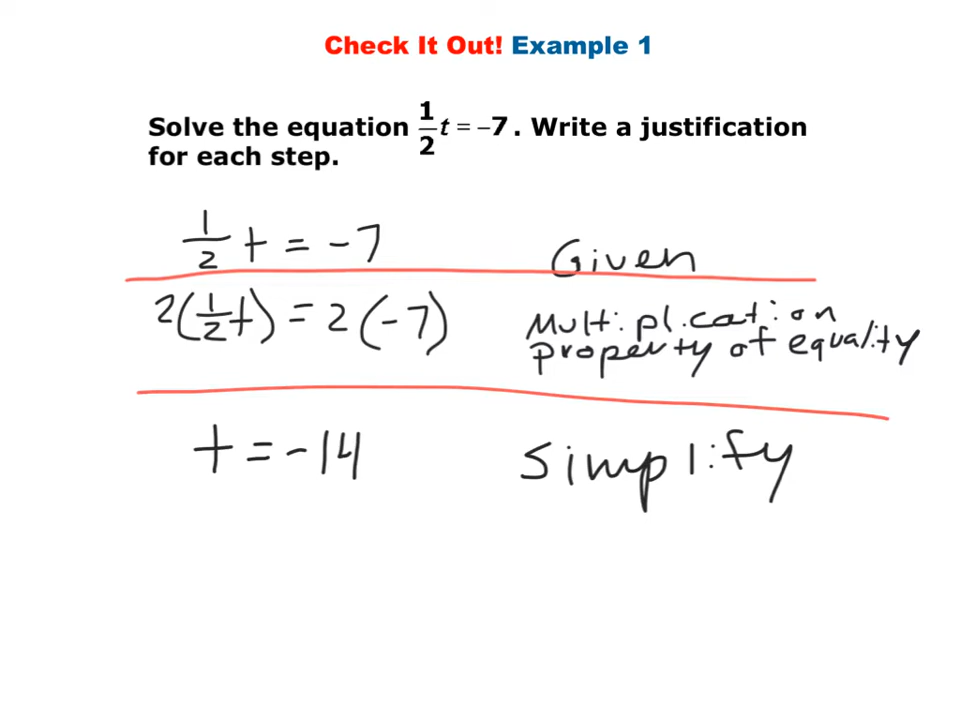 Check It Out! Example 1
Solve the equation 1/2 t = –7. Write a justification
for each step.
1/2 t = -7 Given
2(1/2 t) = 2(-7) Multiplication
property of equality
t = -14 simplify